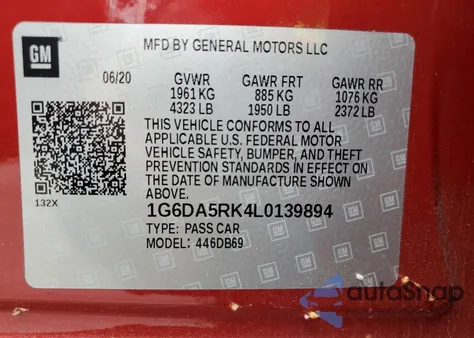 GM
MFD BY GENERAL MOTORS LLC
06/20 GVWR GAWR FRT GAWR RR
1961 KG 885 KG 1076 KG
4323 LB 1950 LB 2372 LB
THIS VEHICLE CONFORMS TO ALL
APPLICABLE U.S. FEDERAL MOTOR
VEHICLE SAFETY, BUMPER, AND THEFT
PREVENTION STANDARDS IN EFFECT ON
THE DATE OF MANUFACTURE SHOWN
ABOVE.
132X
1G6DA5RK4L0139894
TYPE: PASS CAR
MODEL: 446DB69
GM
autoSnap